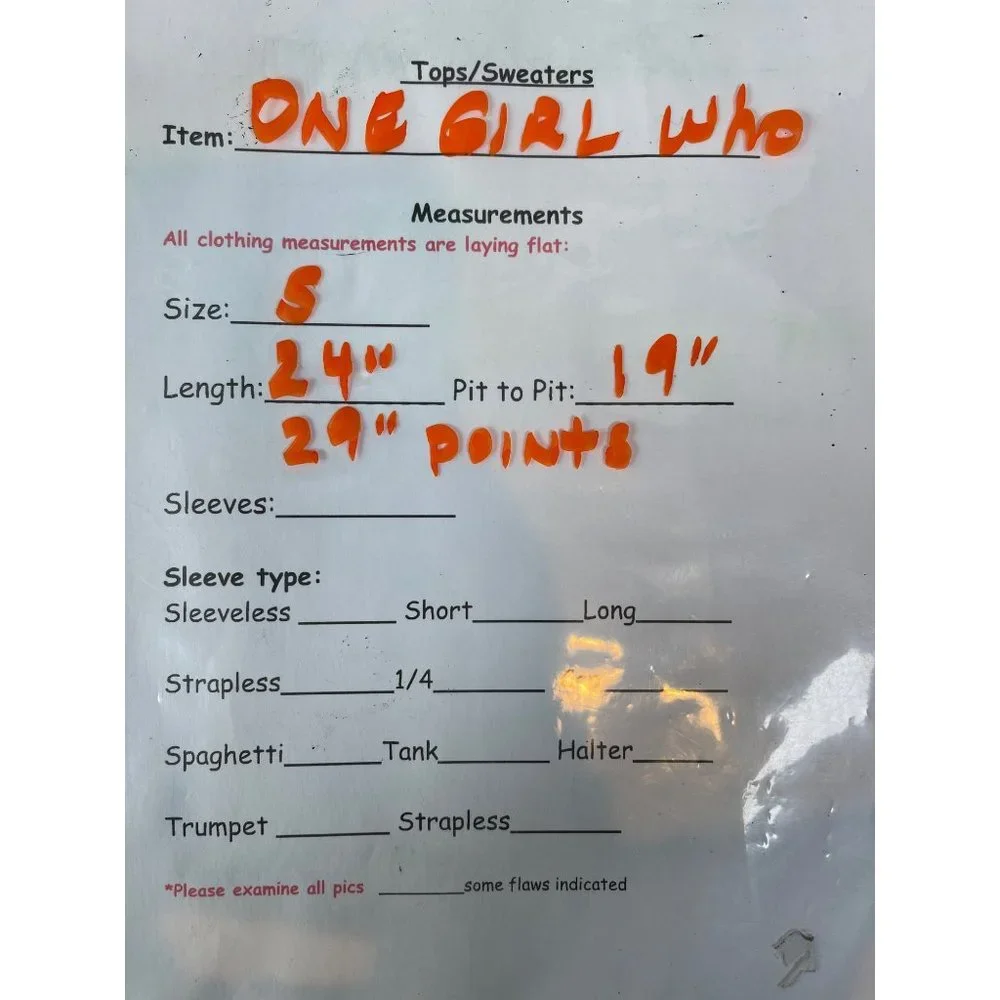 Tops/Sweaters
Item: ONE GIRL WHO
Measurements
All clothing measurements are laying flat:
Size: S
Length: 24" Pit to Pit: 19"
29" POINTS
Sleeves:
Sleeve type:
Sleeveless Short Long
Strapless 1/4
Spaghetti Tank Halter
Trumpet Strapless
*Please examine all pics some flaws indicated